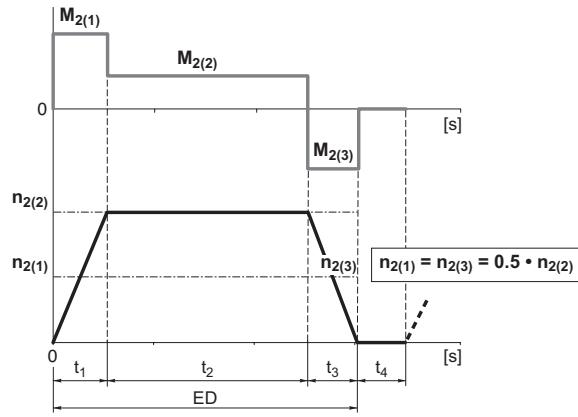 M2(1)
M2(2)
0
[s]
M2(3)
n2(2)
n2(1)
n2(3)
n2(1) = n2(3) = 0.5 • n2(2)
0
[s]
t1
t2
t3
t4
ED